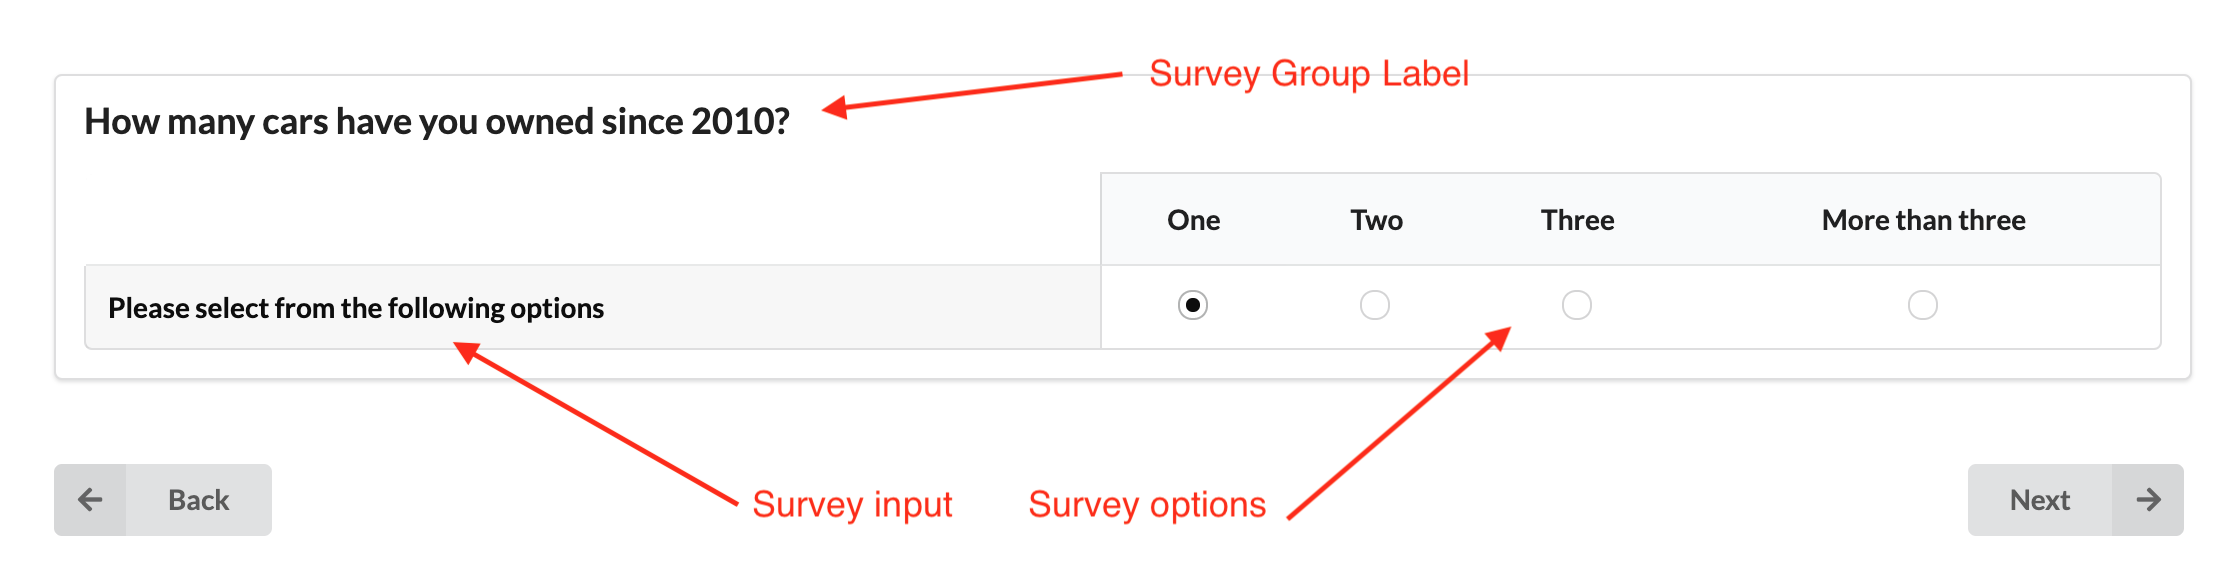 Survey Group Label
How many cars have you owned since 2010?
One Two Three More than three
Please select from the following options
Back Survey input Survey options Next